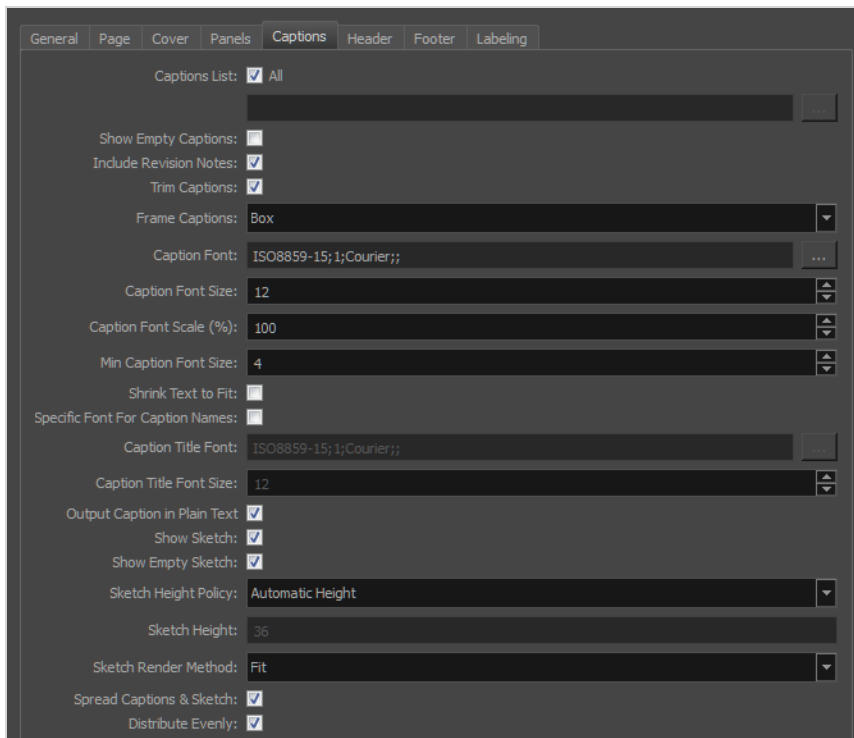 General Page Cover Panels Captions Header Footer Labeling
Captions List: All
...
Show Empty Captions:
Include Revision Notes:
Trim Captions:
Frame Captions: Box
Caption Font: ISO8859-15;1;Courier;; ...
Caption Font Size: 12
Caption Font Scale (%): 100
Min Caption Font Size: 4
Shrink Text to Fit:
Specific Font For Caption Names:
Caption Title Font: ISO8859-15;1;Courier;; ...
Caption Title Font Size: 12
Output Caption in Plain Text
Show Sketch:
Show Empty Sketch:
Sketch Height Policy: Automatic Height
Sketch Height: 36
Sketch Render Method: Fit
Spread Captions & Sketch:
Distribute Evenly: